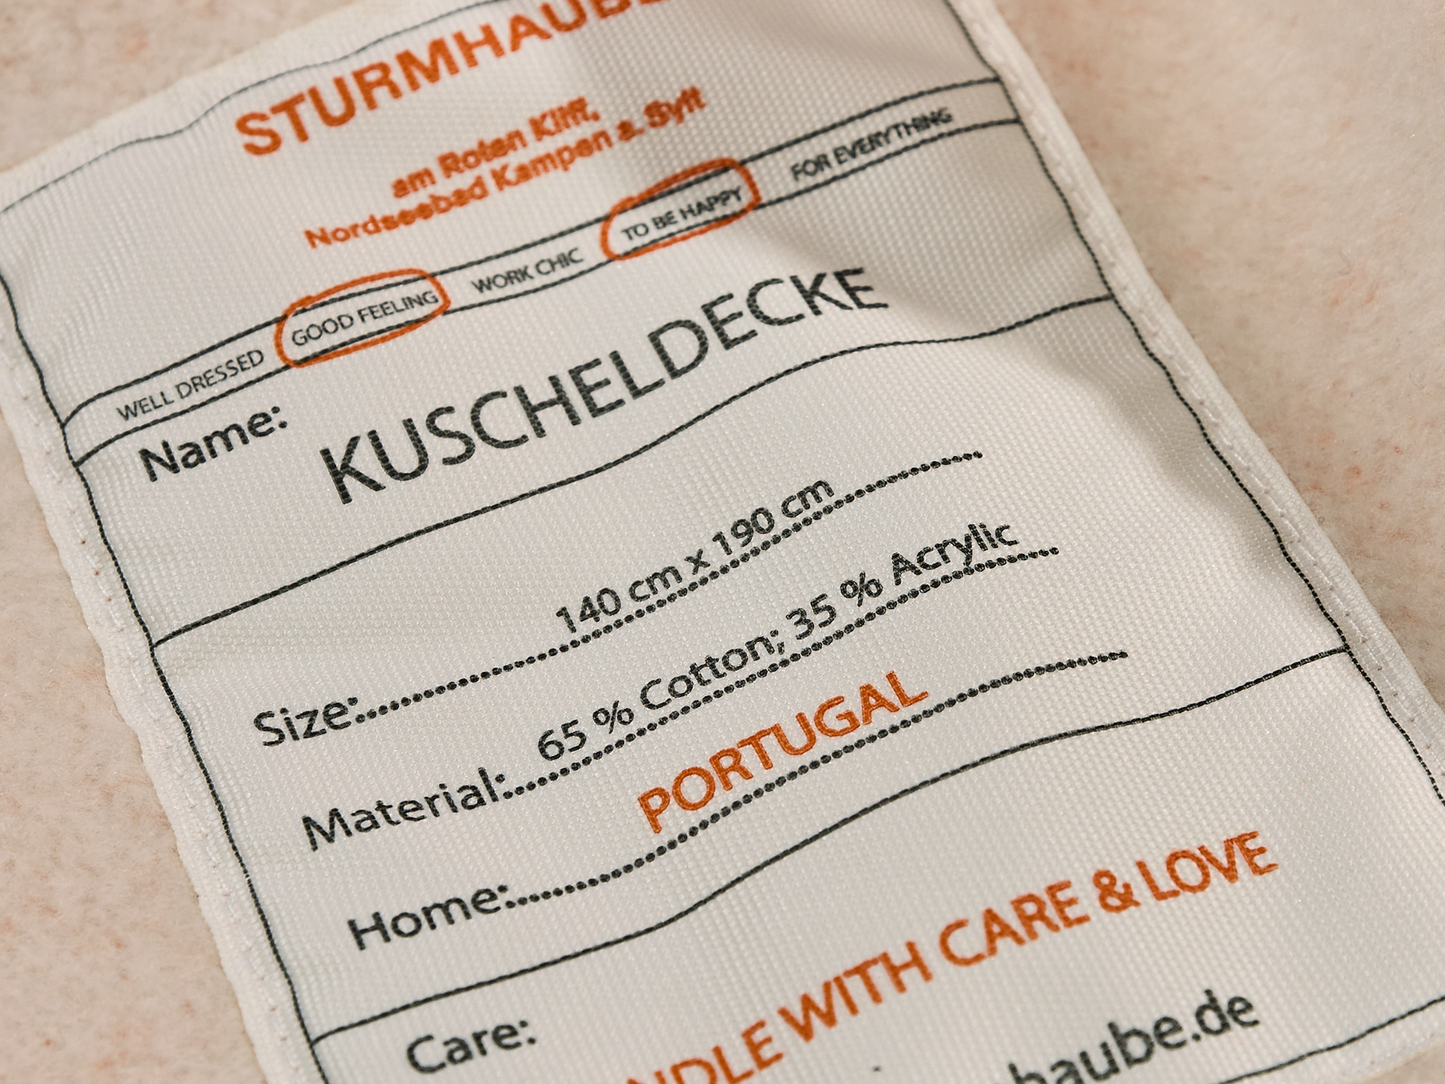 STURMHAUBE
am Roten Kliff,
Nordseebad Kampen a. Sylt
WELL DRESSED GOOD FEELING WORK CHIC TO BE HAPPY FOR EVERYTHING
Name: KUSCHELDECKE
Size: 140 cm x 190 cm
Material: 65 % Cotton; 35 % Acrylic
Home: PORTUGAL
Care: NDLE WITH CARE & LOVE
haube.de